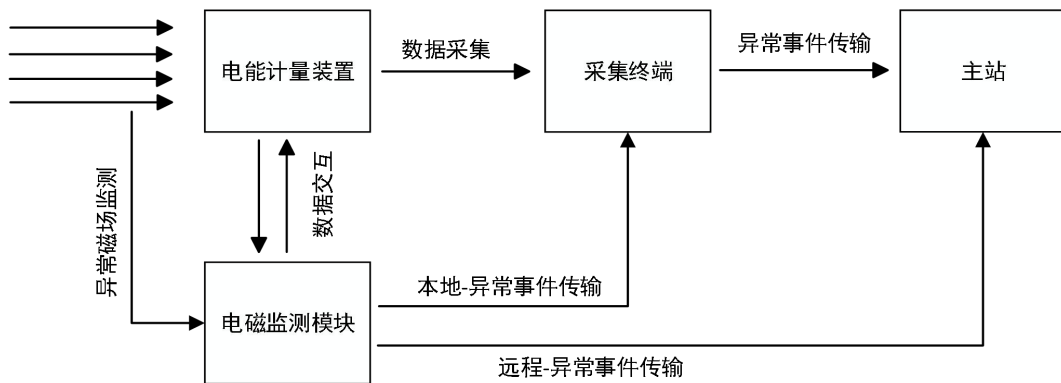 电能计量装置
数据采集
采集终端
异常事件传输
主站
异常磁场监测
数据交互
电磁监测模块
本地-异常事件传输
远程-异常事件传输